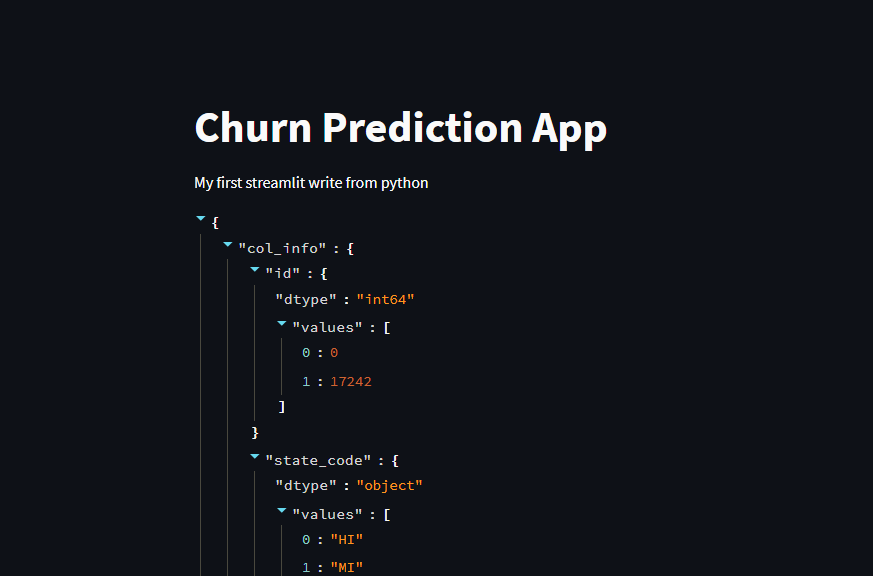 Churn Prediction App
My first streamlit write from python
{
"col_info" : {
"id" : {
"dtype" : "int64"
"values" : [
0 : 0
1 : 17242
]
}
"state_code" : {
"dtype" : "object"
"values" : [
0 : "HI"
1 : "MI"